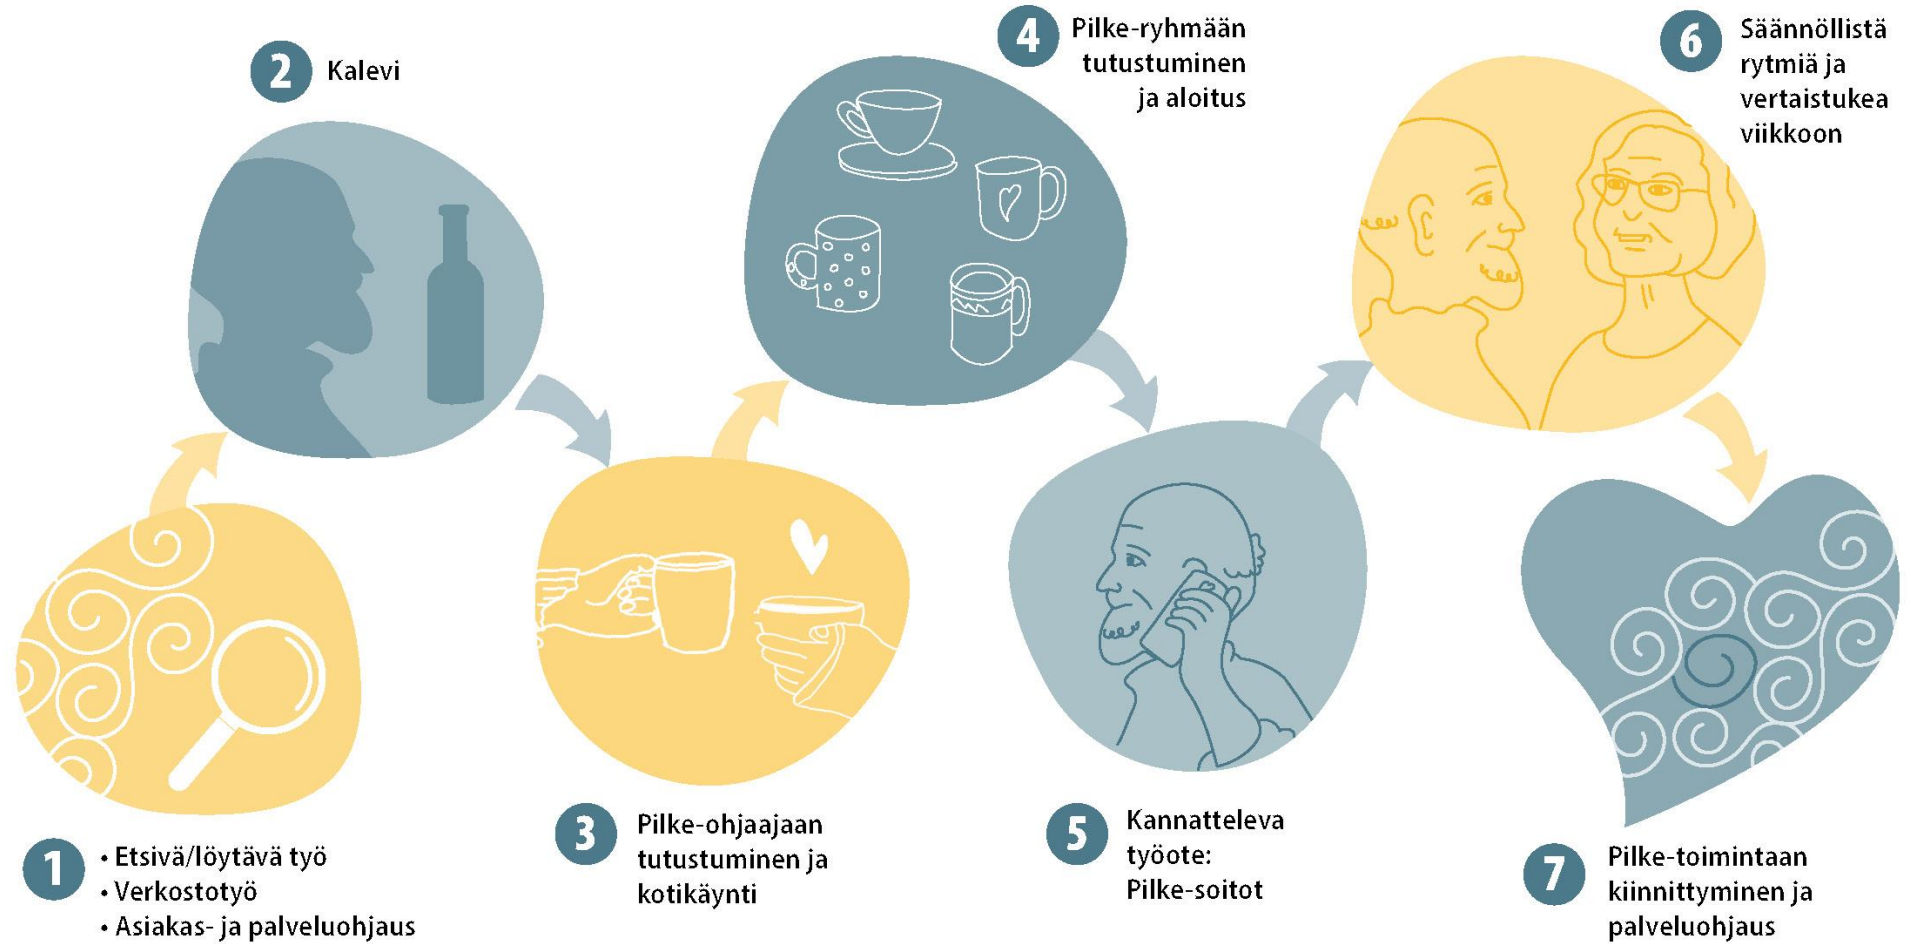 1
• Etsivä/löytävä työ
• Verkostotyö
• Asiakas- ja palveluohjaus
2
Kalevi
3
Pilke-ohjaajaan
tutustuminen ja
kotikäynti
4
Pilke-ryhmään
tutustuminen
ja aloitus
5
Kannatteleva
työote:
Pilke-soitot
6
Säännöllistä
rytmiä ja
vertaistukea
viikkoon
7
Pilke-toimintaan
kiinnittyminen ja
palveluohjaus